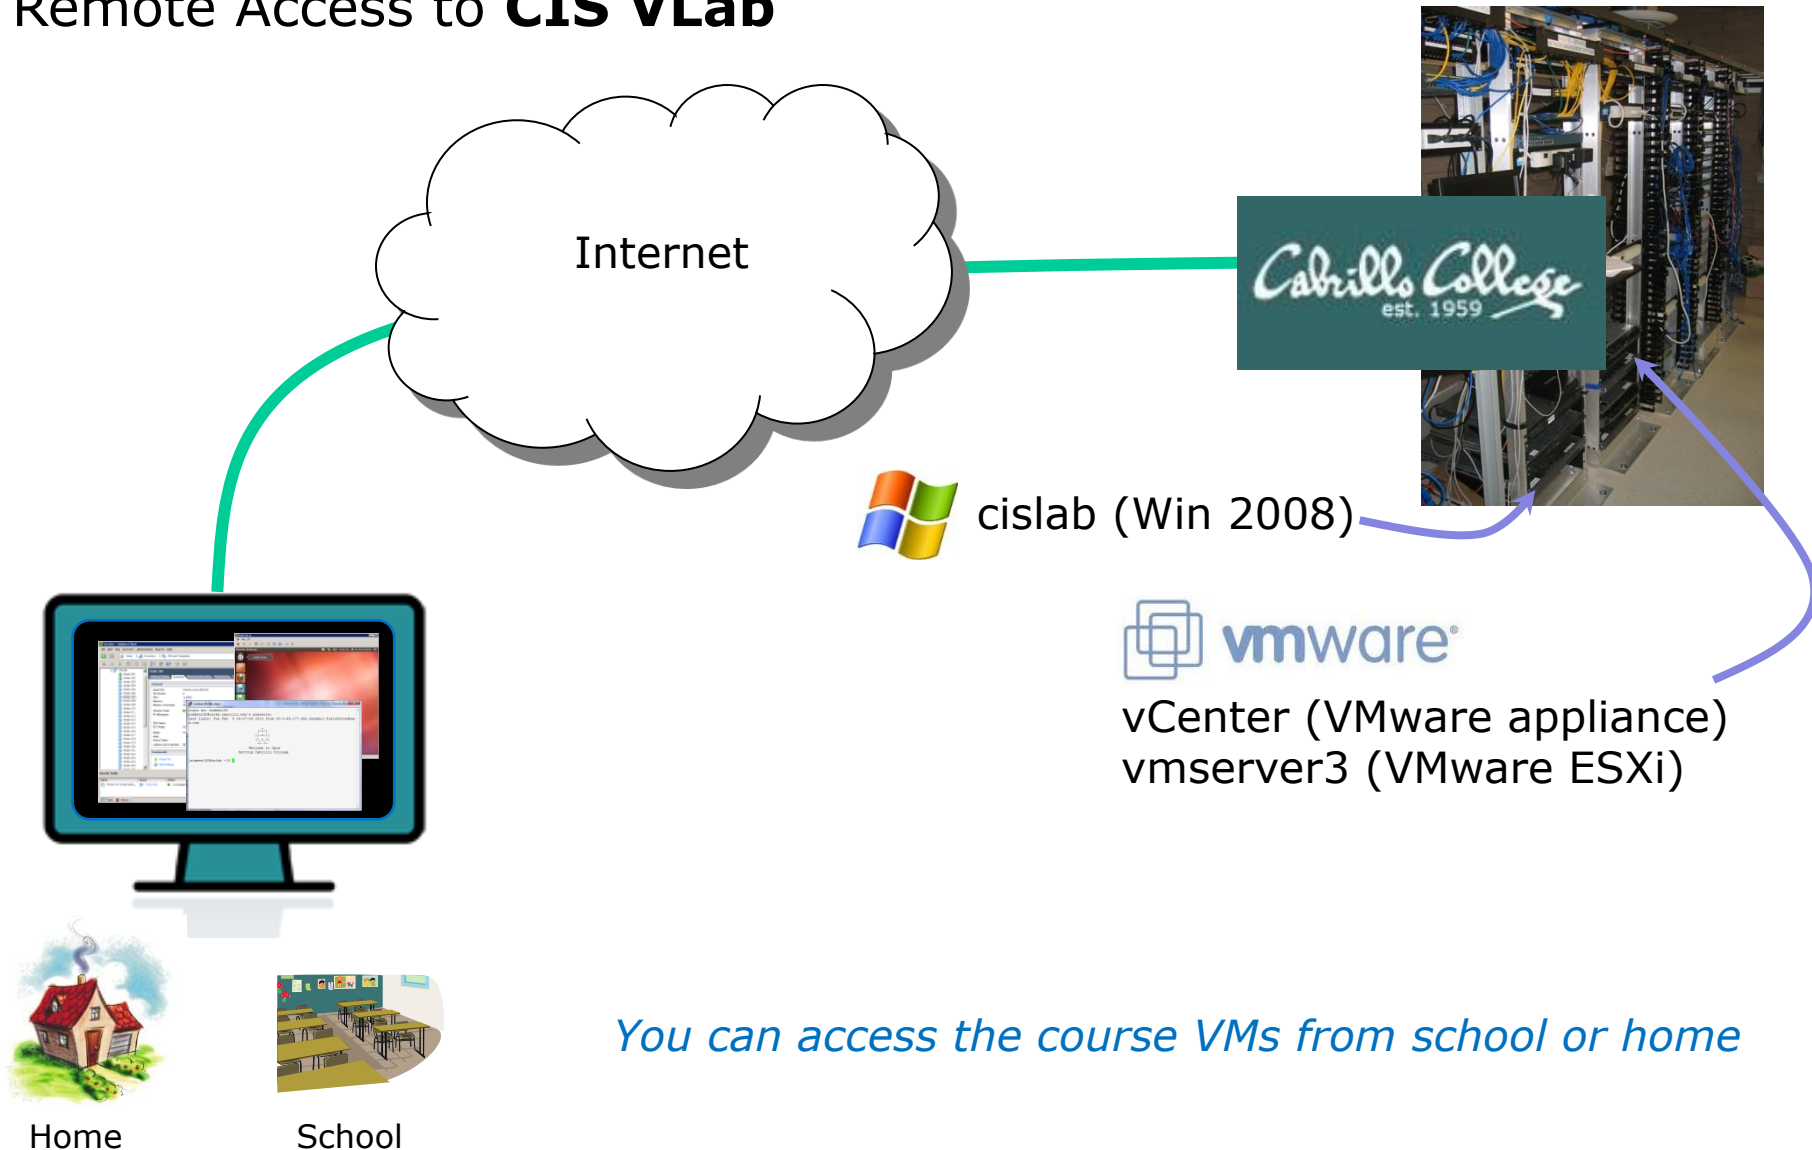 Remote Access to CIS VLab
Internet
Cabrillo College
est. 1959
cislab (Win 2008)
vmware®
vCenter (VMware appliance)
vmserver3 (VMware ESXi)
You can access the course VMs from school or home
Home
School